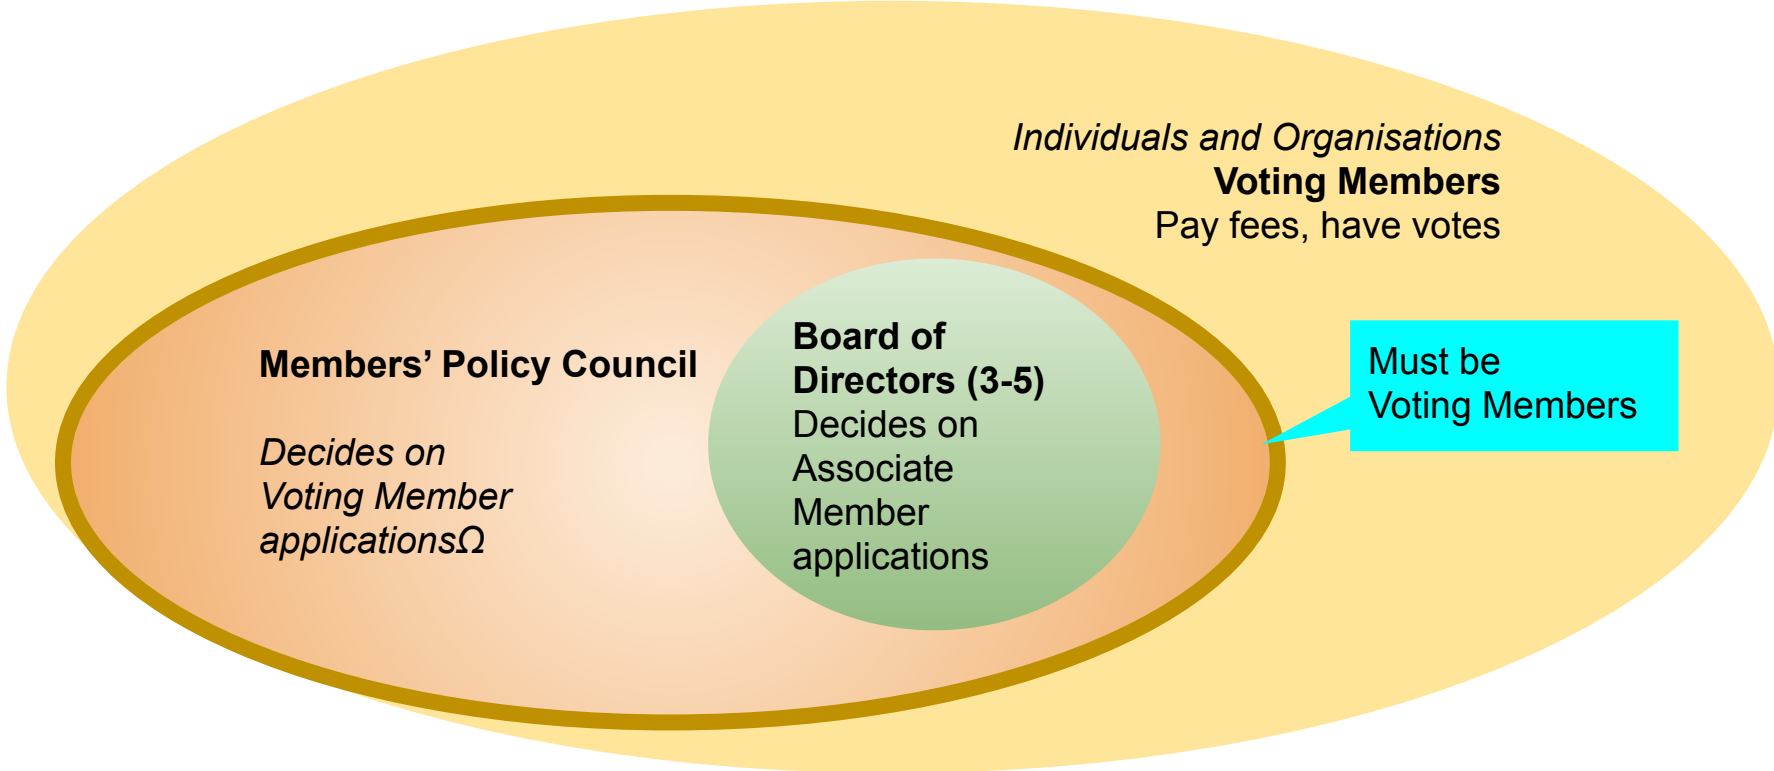 Individuals and Organisations
Voting Members
Pay fees, have votes
Members’ Policy Council
Decides on
Voting Member
applicationsΩ
Board of
Directors (3-5)
Decides on
Associate
Member
applications
Must be
Voting Members